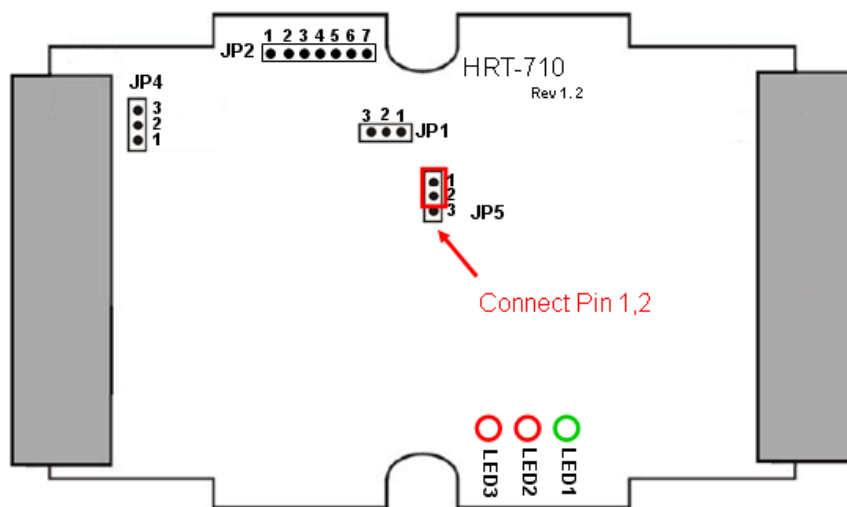 1 2 3 4 5 6 7
JP2
HRT-710
Rev 1.2
JP4
3
2
1
3 2 1
JP1
1
2
3
JP5
Connect Pin 1,2
LED3
LED2
LED1